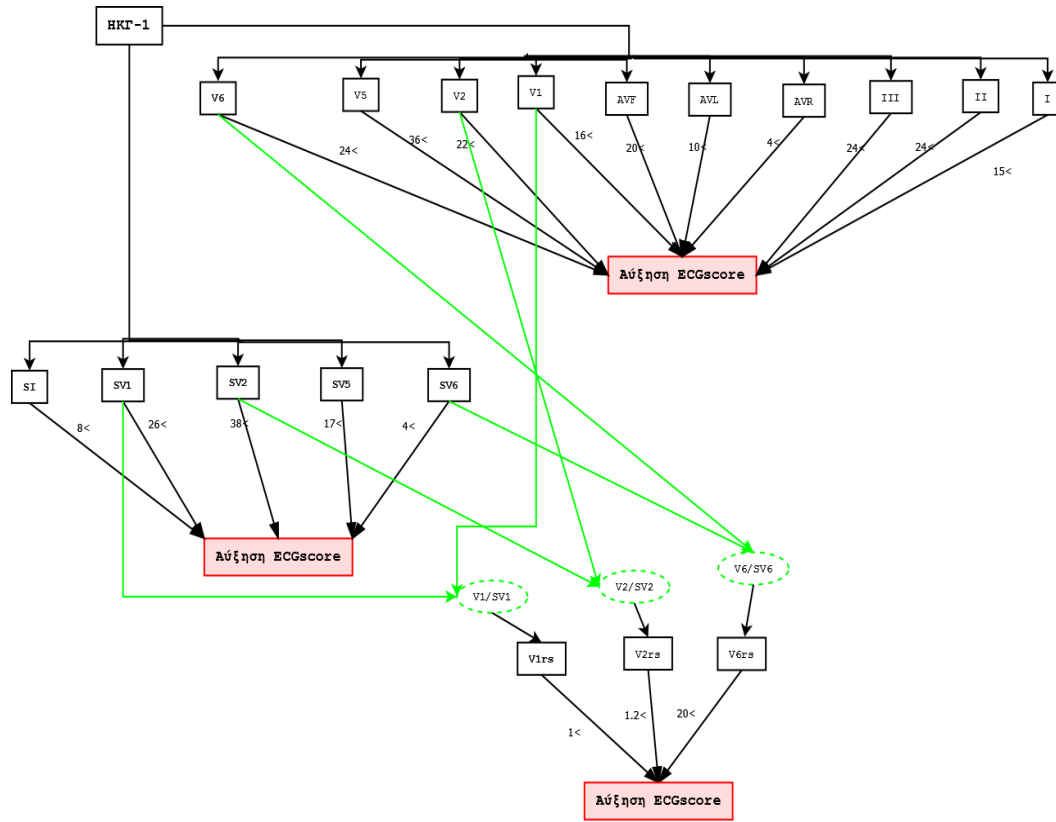 ΗΚΓ-1
V6
V5
V2
V1
AVF
AVL
AVR
III
II
I
24<
36<
22<
16<
20<
10<
4<
24<
24<
15<
Αύξηση ECGscore
SI
SV1
SV2
SV5
SV6
8<
26<
38<
17<
4<
Αύξηση ECGscore
V1/SV1
V2/SV2
V6/SV6
V1rs
V2rs
V6rs
1<
1.2<
20<
Αύξηση ECGscore